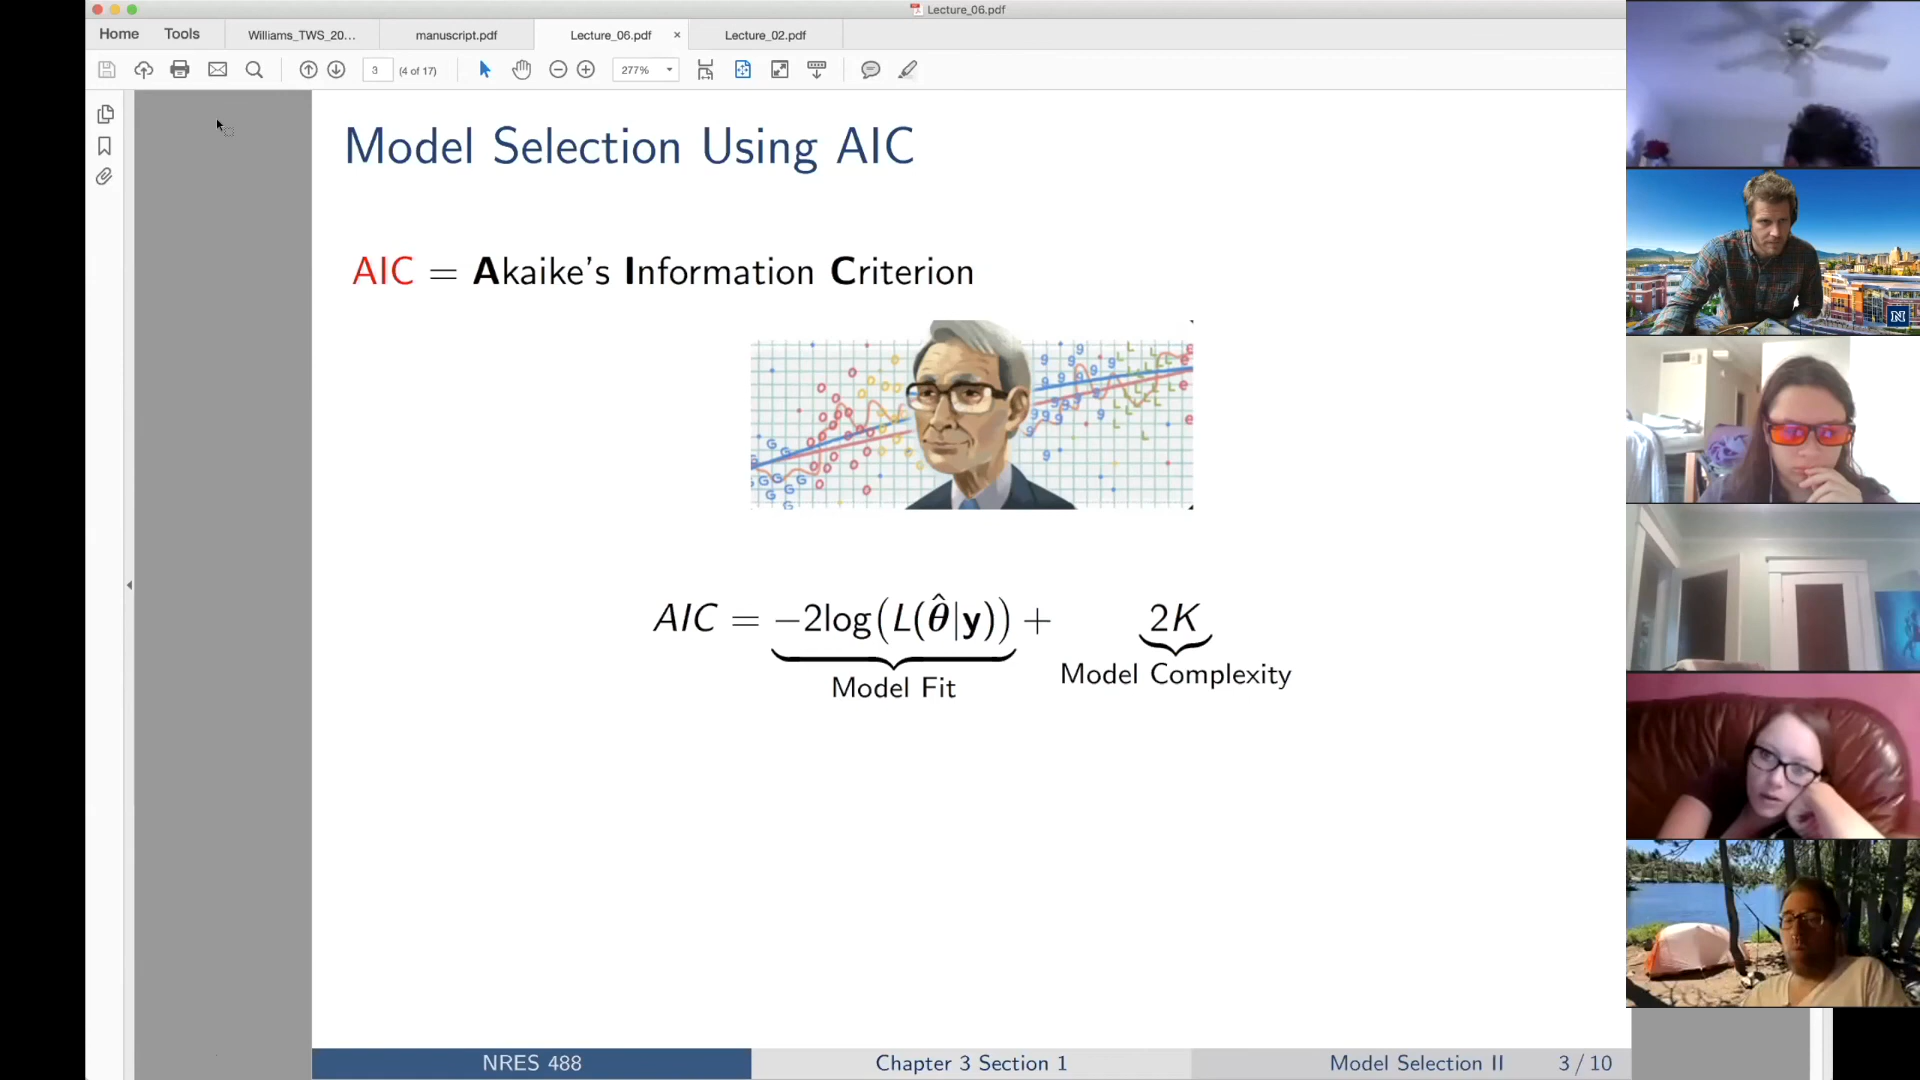 Lecture_06.pdf
Home Tools Williams_TWS_20... manuscript.pdf Lecture_06.pdf × Lecture_02.pdf
3 (4 of 17) 277%
Model Selection Using AIC
AIC = Akaike's Information Criterion
AIC = −2log(L(θ̂|y)) + 2K
Model Fit
Model Complexity
NRES 488 Chapter 3 Section 1 Model Selection II 3 / 10
N